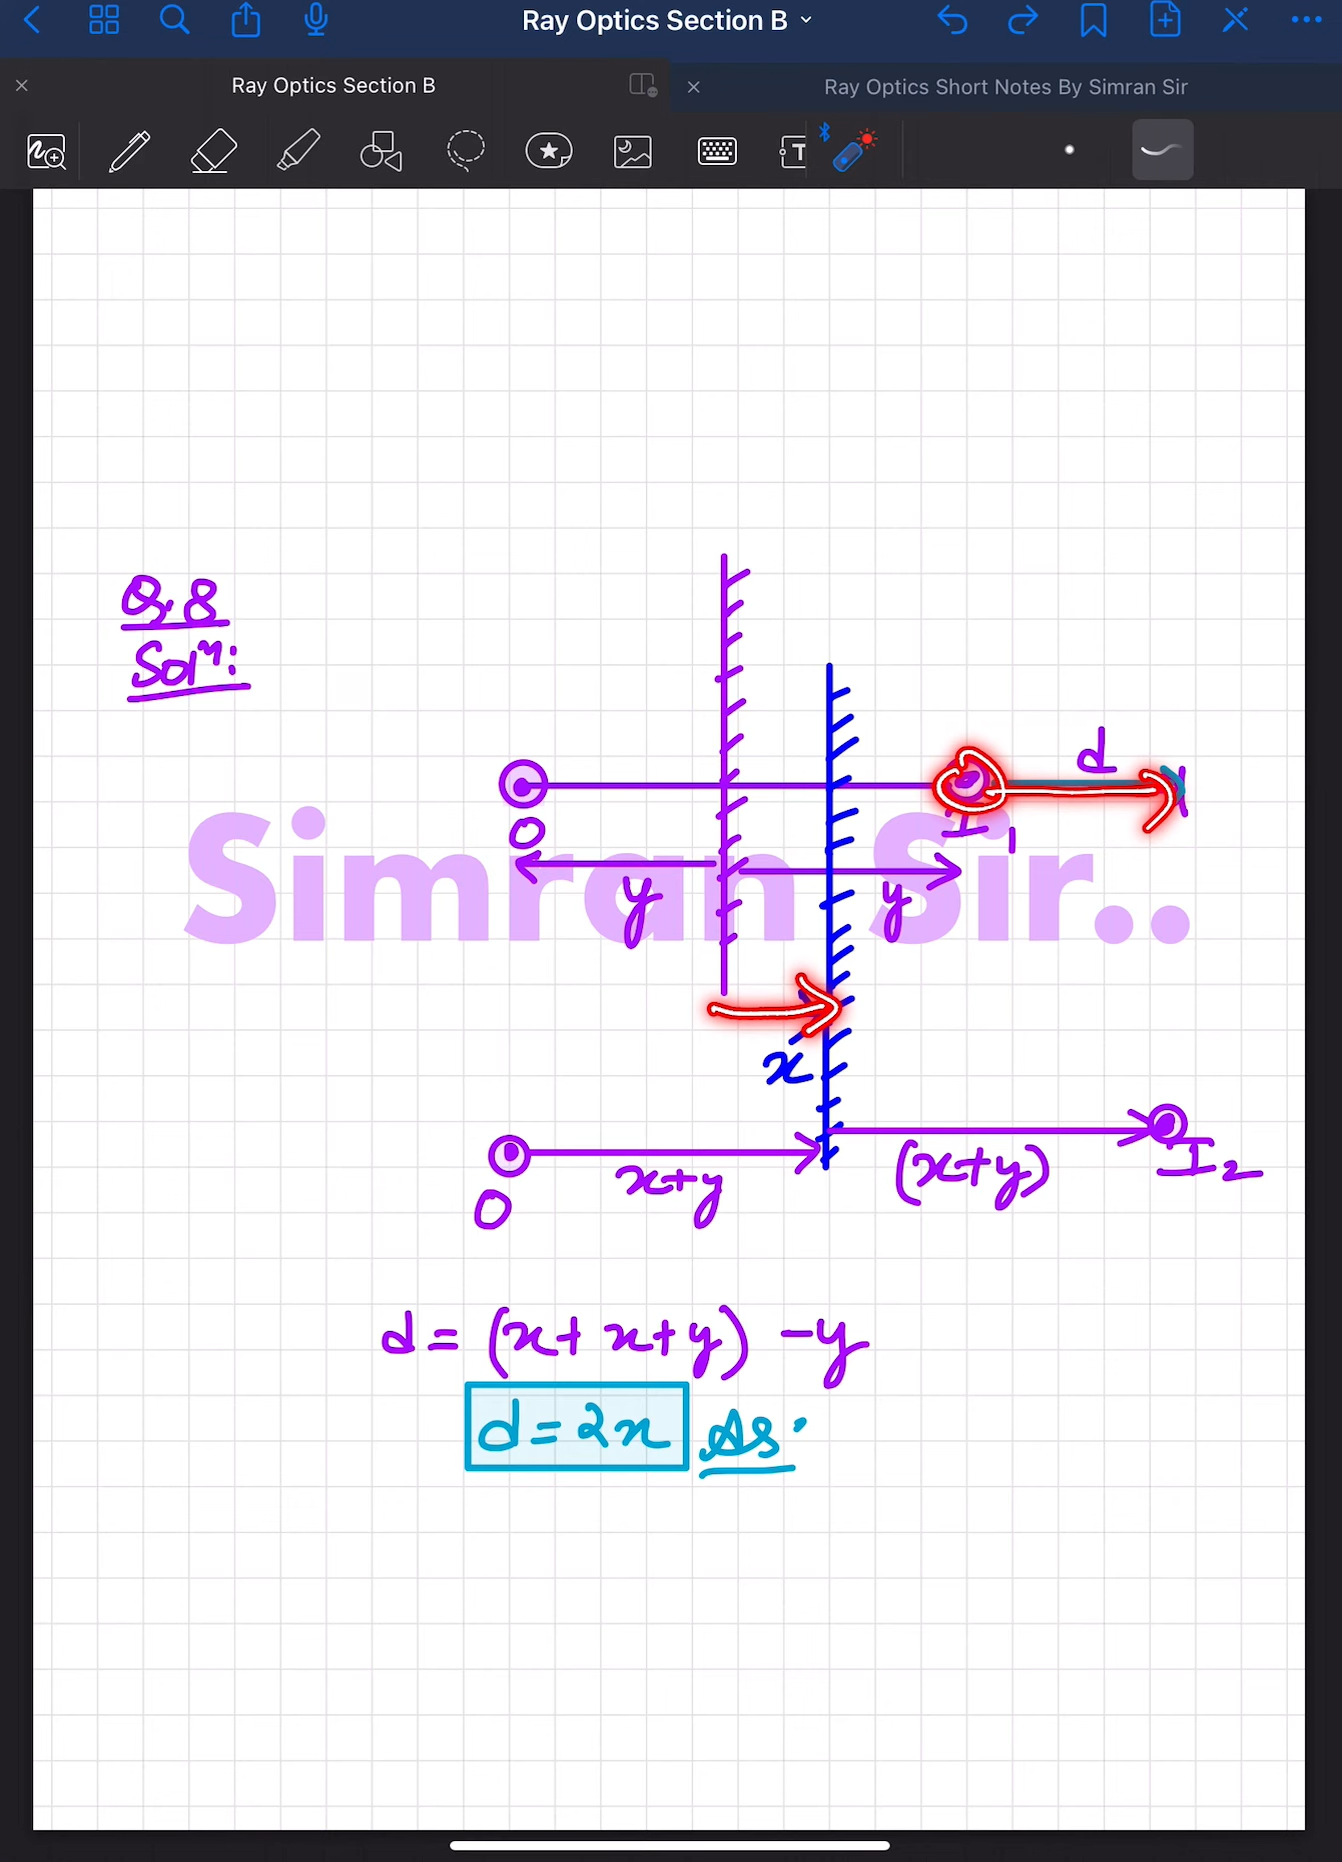 Ray Optics Section B
Ray Optics Section B
Ray Optics Short Notes By Simran Sir
T
Q.8
Solⁿ:
d
O
I₁
Simran Sir..
y
y
x
O
x+y
(x+y)
I₂
d = (x+x+y) -y
d=2x As.